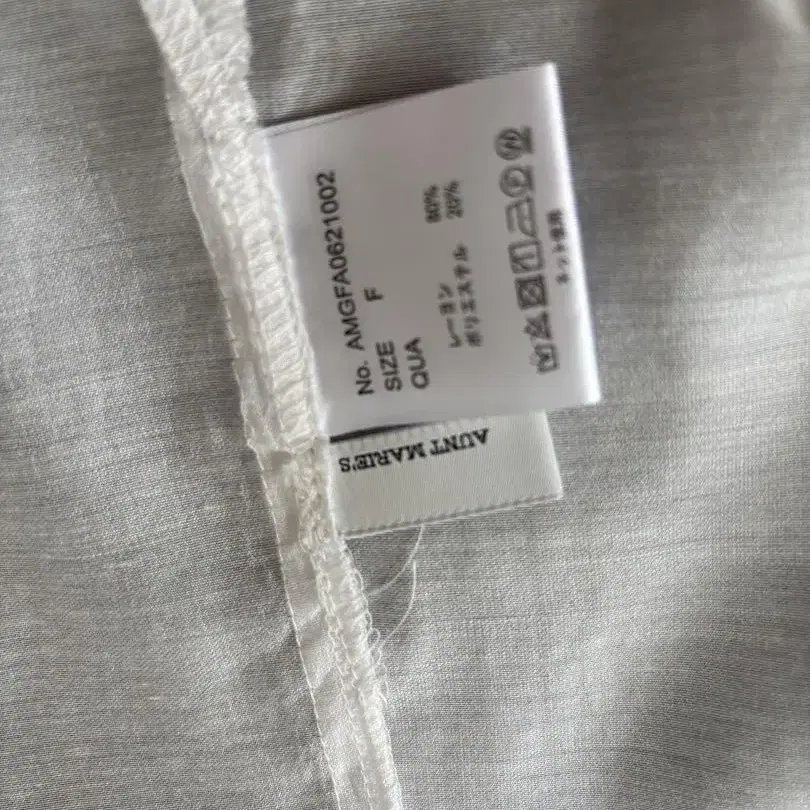 No. AMGFA0621002
SIZE F
QUA
レーヨン 80%
ポリエステル 20%
ネット使用
AUNT MARIE'S